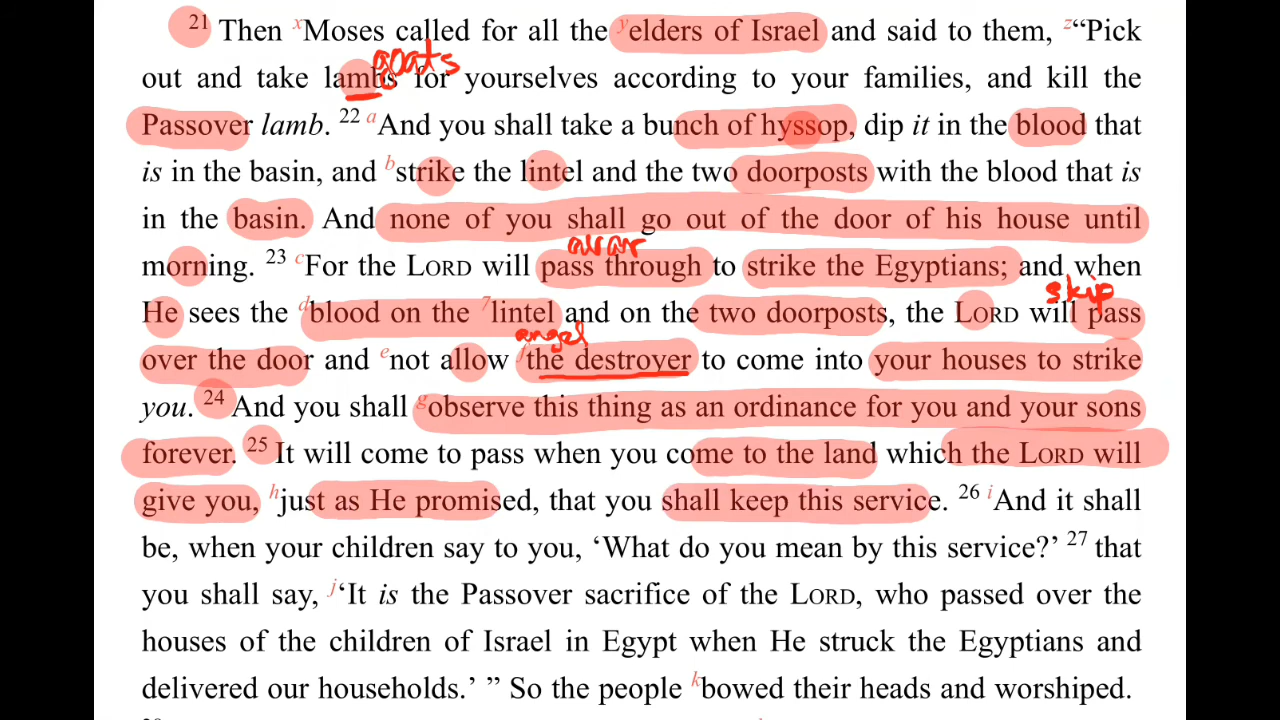 21 Then xMoses called for all the yelders of Israel and said to them, z“Pick
goats
out and take lambs for yourselves according to your families, and kill the
Passover lamb. 22 aAnd you shall take a bunch of hyssop, dip it in the blood that
is in the basin, and bstrike the lintel and the two doorposts with the blood that is
in the basin. And none of you shall go out of the door of his house until
morning. 23 cFor the LORD will pass through to strike the Egyptians; and when
skip
He sees the dblood on the 7lintel and on the two doorposts, the LORD will pass
angel
over the door and enot allow fthe destroyer to come into your houses to strike
you. 24 And you shall gobserve this thing as an ordinance for you and your sons
forever. 25 It will come to pass when you come to the land which the LORD will
give you, hjust as He promised, that you shall keep this service. 26 iAnd it shall
be, when your children say to you, ‘What do you mean by this service?’ 27 that
you shall say, j‘It is the Passover sacrifice of the LORD, who passed over the
houses of the children of Israel in Egypt when He struck the Egyptians and
delivered our households.’ ” So the people kbowed their heads and worshiped.